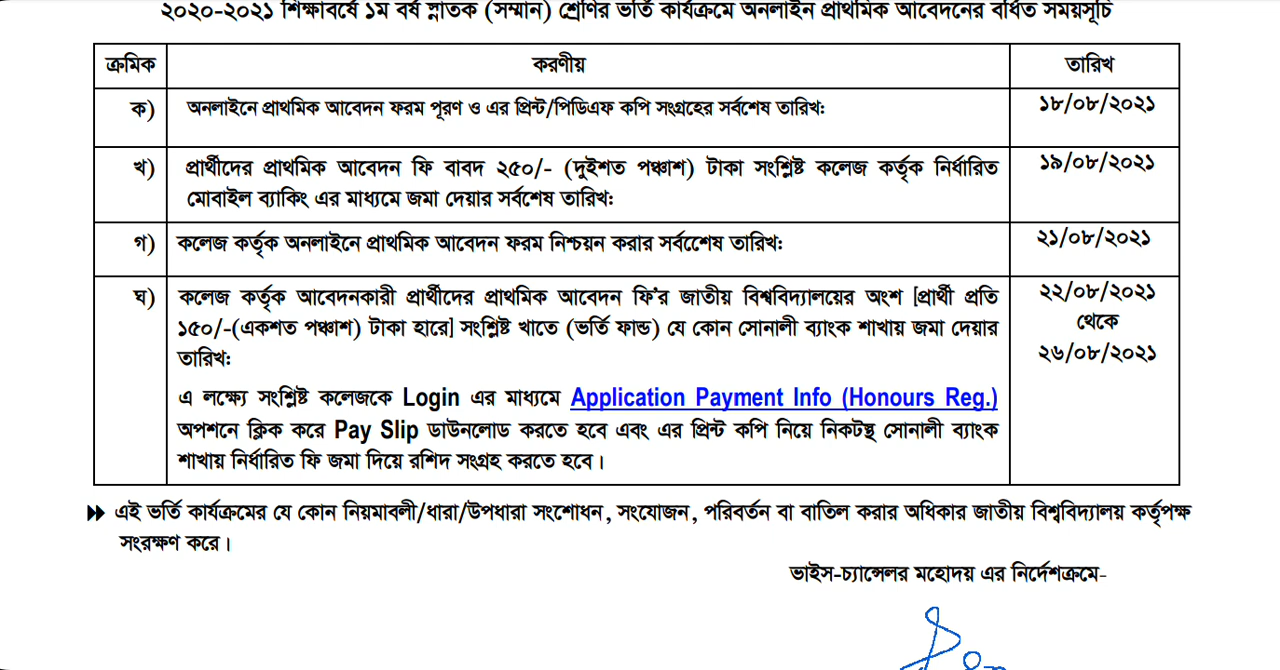 ২০২০-২০২১ শিক্ষাবর্ষে ১ম বর্ষ স্নাতক (সম্মান) শ্রেণির ভর্তি কার্যক্রমে অনলাইন প্রাথমিক আবেদনের বর্ধিত সময়সূচি
ক্রমিক করণীয় তারিখ
ক) অনলাইনে প্রাথমিক আবেদন ফরম পূরণ ও এর প্রিন্ট/পিডিএফ কপি সংগ্রহের সর্বশেষ তারিখ: ১৮/০৮/২০২১
খ) প্রার্থীদের প্রাথমিক আবেদন ফি বাবদ ২৫০/- (দুইশত পঞ্চাশ) টাকা সংশ্লিষ্ট কলেজ কর্তৃক নির্ধারিত ১৯/০৮/২০২১
মোবাইল ব্যাকিং এর মাধ্যমে জমা দেয়ার সর্বশেষ তারিখ:
গ) কলেজ কর্তৃক অনলাইনে প্রাথমিক আবেদন ফরম নিশ্চয়ন করার সর্বশেষ তারিখ: ২১/০৮/২০২১
ঘ) কলেজ কর্তৃক আবেদনকারী প্রার্থীদের প্রাথমিক আবেদন ফি'র জাতীয় বিশ্ববিদ্যালয়ের অংশ [প্রার্থী প্রতি ২২/০৮/২০২১
১৫০/-(একশত পঞ্চাশ) টাকা হারে] সংশ্লিষ্ট খাতে (ভর্তি ফান্ড) যে কোন সোনালী ব্যাংক শাখায় জমা দেয়ার থেকে
তারিখ: ২৬/০৮/২০২১
এ লক্ষ্যে সংশ্লিষ্ট কলেজকে Login এর মাধ্যমে Application Payment Info (Honours Reg.)
অপশনে ক্লিক করে Pay Slip ডাউনলোড করতে হবে এবং এর প্রিন্ট কপি নিয়ে নিকটস্থ সোনালী ব্যাংক
শাখায় নির্ধারিত ফি জমা দিয়ে রশিদ সংগ্রহ করতে হবে।
এই ভর্তি কার্যক্রমের যে কোন নিয়মাবলী/ধারা/উপধারা সংশোধন, সংযোজন, পরিবর্তন বা বাতিল করার অধিকার জাতীয় বিশ্ববিদ্যালয় কর্তৃপক্ষ
সংরক্ষণ করে।
ভাইস-চ্যান্সেলর মহোদয় এর নির্দেশক্রমে-